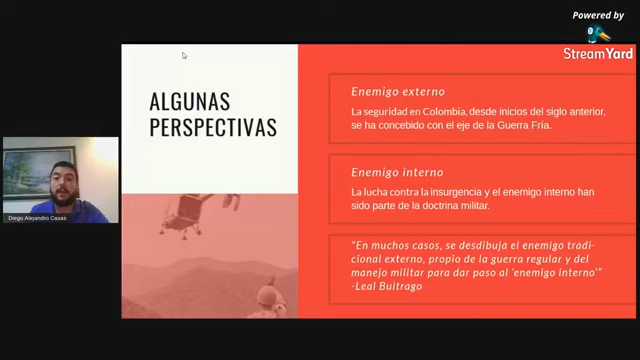 Powered by
StreamYard
ALGUNAS
PERSPECTIVAS
Enemigo externo
La seguridad en Colombia, desde inicios del siglo anterior,
se ha concebido con el eje de la Guerra Fría.
Enemigo interno
La lucha contra la insurgencia y el enemigo interno han
sido parte de la doctrina militar.
"En muchos casos, se desdibuja el enemigo tradi-
cional externo, propio de la guerra regular y del
manejo militar para dar paso al 'enemigo interno'"
-Leal Buitrago
Diego Alejandro Casas